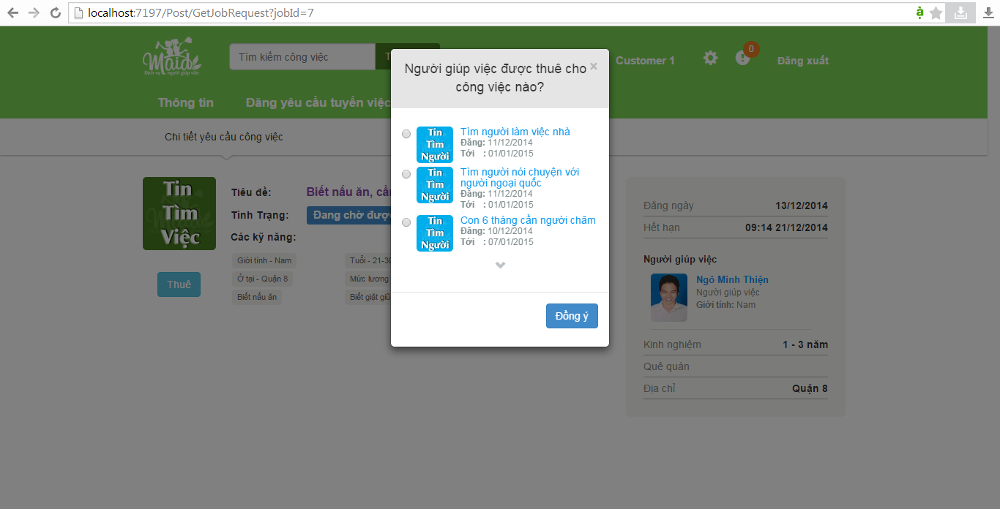 localhost:7197/Post/GetJobRequest?jobId=7
Maid
Dịch vụ người giúp việc
Tìm kiếm công việc
T
Customer 1
0
Đăng xuất
Thông tin
Đăng yêu cầu tuyển việc
Chi tiết yêu cầu công việc
Người giúp việc được thuê cho
công việc nào?
×
Tin
Tìm
Người
Tìm người làm việc nhà
Đăng: 11/12/2014
Tới : 01/01/2015
Tin
Tìm
Người
Tìm người nói chuyện với
người ngoại quốc
Đăng: 11/12/2014
Tới : 01/01/2015
Tin
Tìm
Người
Con 6 tháng cần người chăm
Đăng: 10/12/2014
Tới : 07/01/2015
Đồng ý
Tin
Tìm
Việc
Thuê
Tiêu đề: Biết nấu ăn, cầ
Tình Trạng: Đang chờ đượ
Các kỹ năng:
Giới tính - Nam Tuổi - 21-30
Ở tại - Quận 8 Mức lương
Biết nấu ăn Biết giặt giũ
Đăng ngày 13/12/2014
Hết hạn 09:14 21/12/2014
Người giúp việc
Ngô Minh Thiện
Người giúp việc
Giới tính: Nam
Kinh nghiệm 1 - 3 năm
Quê quán
Địa chỉ Quận 8